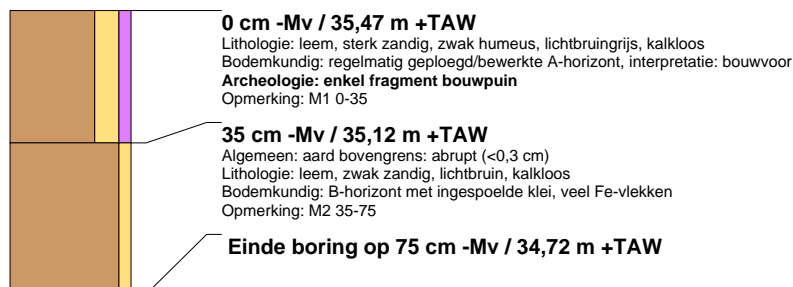 0 cm -Mv / 35,47 m +TAW
Lithologie: leem, sterk zandig, zwak humeus, lichtbruingrijs, kalkloos
Bodemkundig: regelmatig geploegd/bewerkte A-horizont, interpretatie: bouwvoor
Archeologie: enkel fragment bouwpuin
Opmerking: M1 0-35
35 cm -Mv / 35,12 m +TAW
Algemeen: aard bovengrens: abrupt (<0,3 cm)
Lithologie: leem, zwak zandig, lichtbruin, kalkloos
Bodemkundig: B-horizont met ingespoelde klei, veel Fe-vlekken
Opmerking: M2 35-75
Einde boring op 75 cm -Mv / 34,72 m +TAW